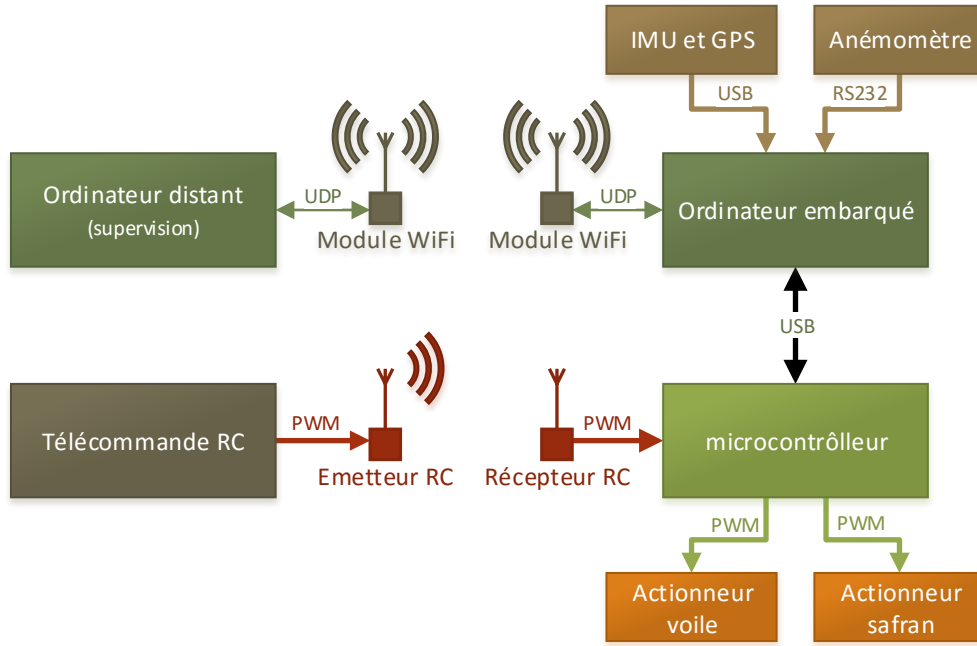 IMU et GPS
Anémomètre
USB
RS232
Ordinateur distant
(supervision)
UDP
Module WiFi
UDP
Module WiFi
Ordinateur embarqué
USB
Télécommande RC
PWM
Emetteur RC
PWM
Récepteur RC
microcontrôlleur
PWM
PWM
Actionneur
voile
Actionneur
safran